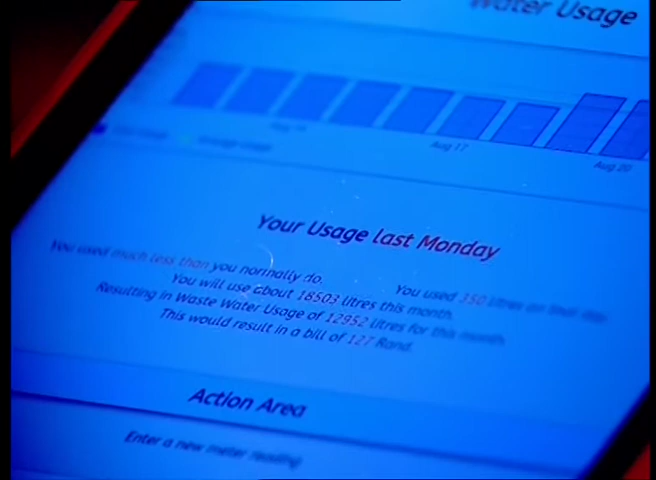 Water Usage
Aug 17
Aug 20
Your Usage last Monday
You used much less than you normally do.
You used 350 litres on that day.
You will use about 18503 litres this month.
Resulting in Waste Water Usage of 12952 litres for this month.
This would result in a bill of 127 Rand.
Action Area
Enter a new meter reading